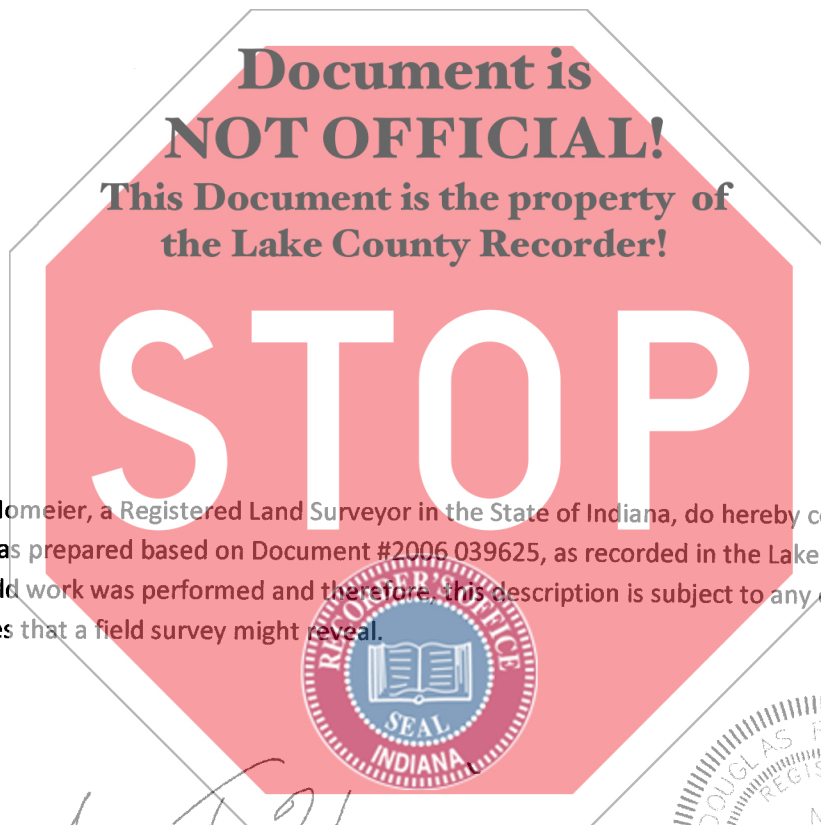 Document is
NOT OFFICIAL!
This Document is the property of
the Lake County Recorder!
STOP
omeier, a Registered Land Surveyor in the State of Indiana, do hereby c
as prepared based on Document #2006 039625, as recorded in the Lake
ld work was performed and therefore, this description is subject to any
es that a field survey might reveal.
RECORDER'S OFFICE
SEAL
INDIANA
DOUGLAS
REGIS